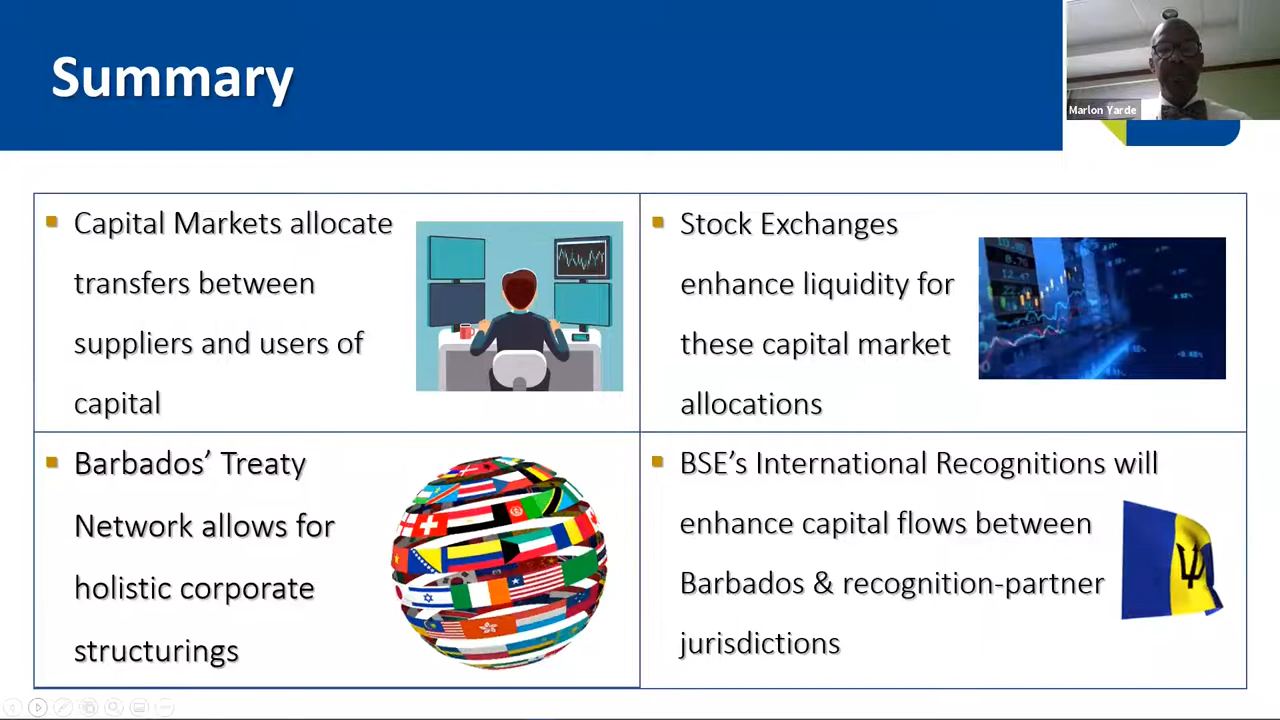 Summary
Marlon Yarde
Capital Markets allocate
transfers between
suppliers and users of
capital
Stock Exchanges
enhance liquidity for
these capital market
allocations
Barbados’ Treaty
Network allows for
holistic corporate
structurings
BSE’s International Recognitions will
enhance capital flows between
Barbados & recognition-partner
jurisdictions